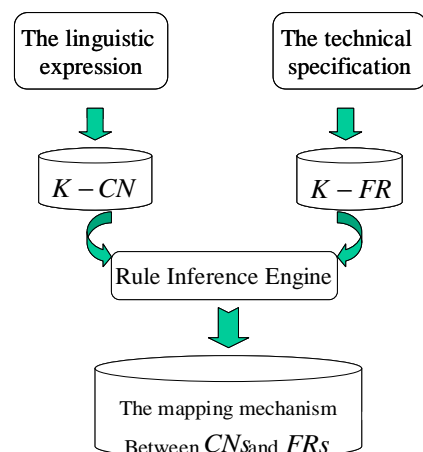 The linguistic
expression
The technical
specification
K - CN
K - FR
Rule Inference Engine
The mapping mechanism
Between CNs and FRs